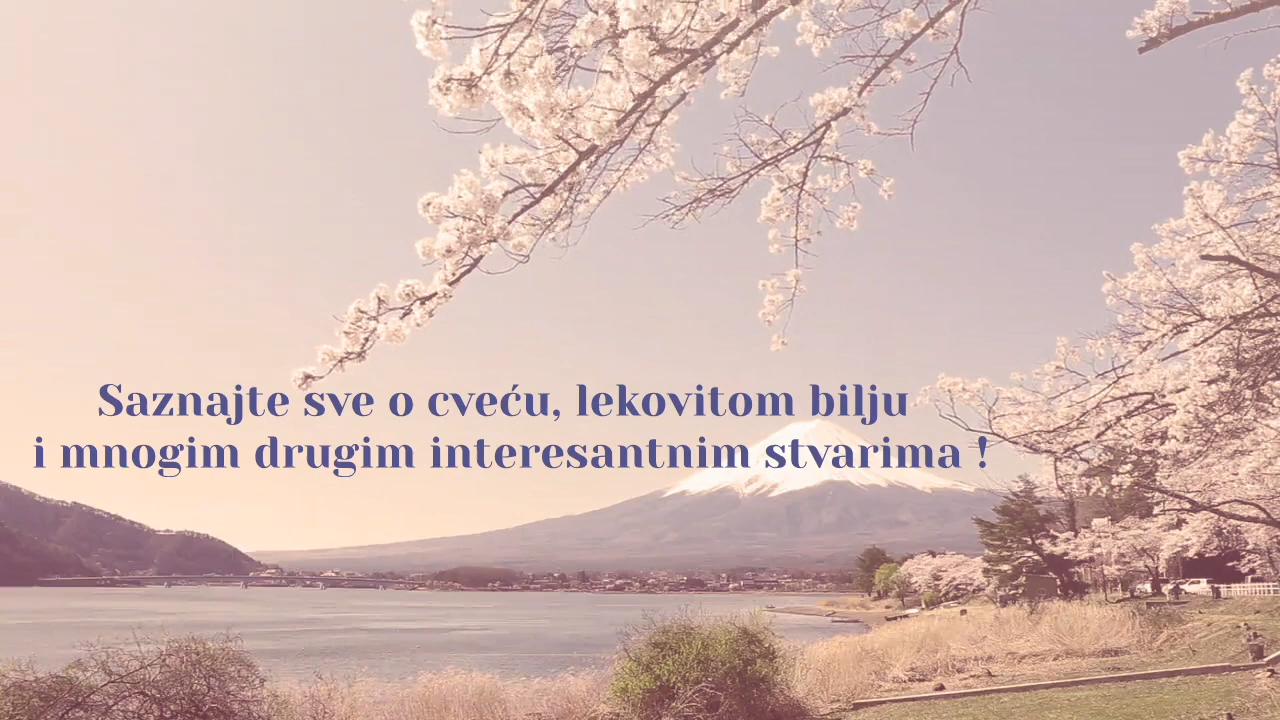 Saznajte sve o cveću, lekovitom bilju
i mnogim drugim interesantnim stvarima !